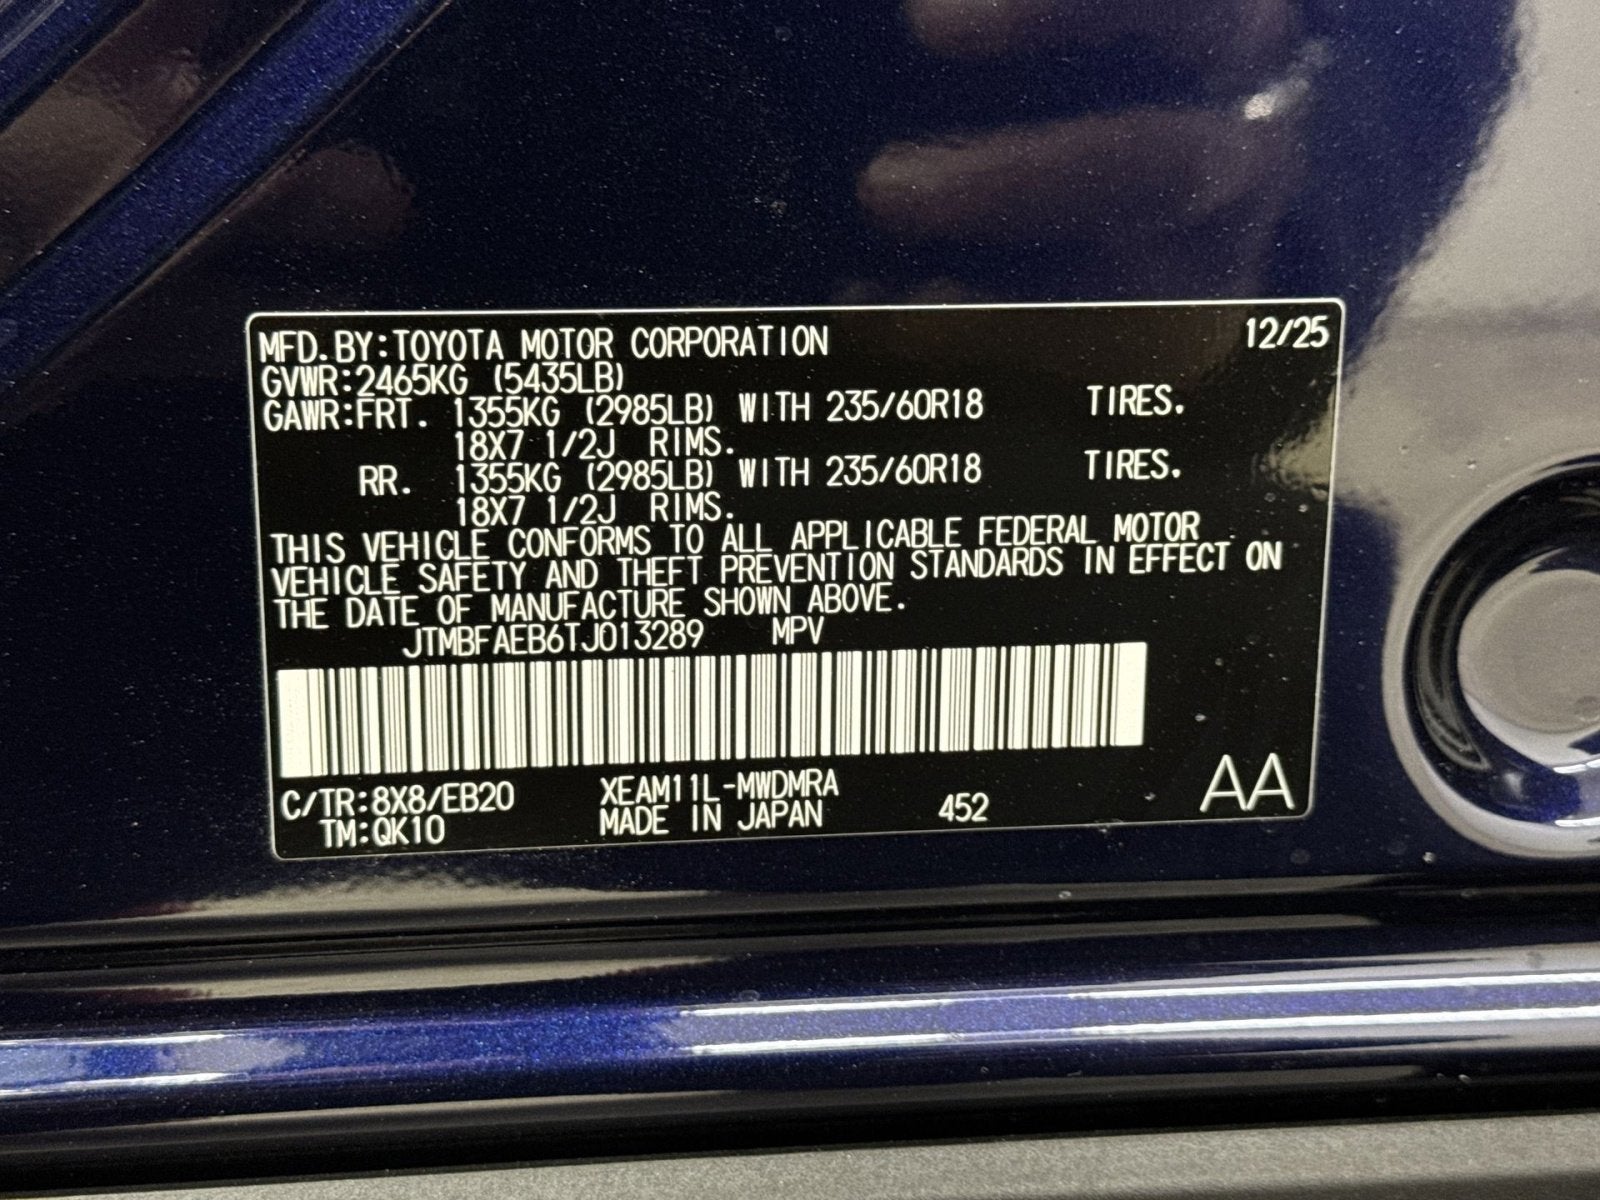 MFD.BY:TOYOTA MOTOR CORPORATION 12/25
GVWR:2465KG (5435LB)
GAWR:FRT. 1355KG (2985LB) WITH 235/60R18 TIRES.
18X7 1/2J RIMS.
RR. 1355KG (2985LB) WITH 235/60R18 TIRES.
18X7 1/2J RIMS.
THIS VEHICLE CONFORMS TO ALL APPLICABLE FEDERAL MOTOR
VEHICLE SAFETY AND THEFT PREVENTION STANDARDS IN EFFECT ON
THE DATE OF MANUFACTURE SHOWN ABOVE.
JTMBFAEB6TJ013289 MPV
C/TR:8X8/EB20 XEAM11L-MWDMRA
TM:QK10 MADE IN JAPAN 452 AA